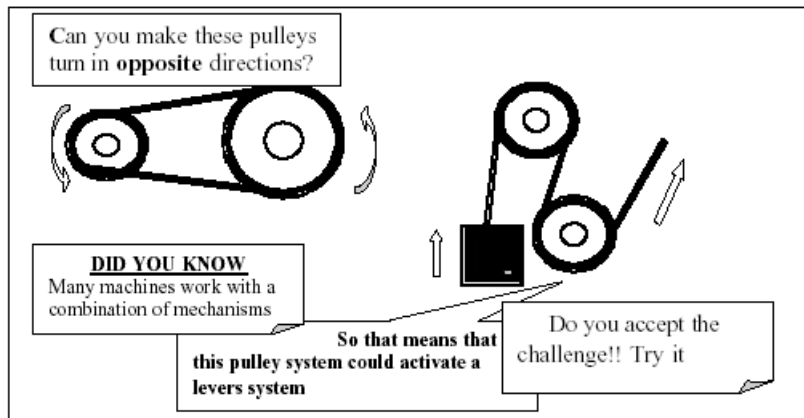 Can you make these pulleys
turn in opposite directions?
DID YOU KNOW
Many machines work with a
combination of mechanisms
So that means that
this pulley system could activate a
levers system
Do you accept the
challenge!! Try it